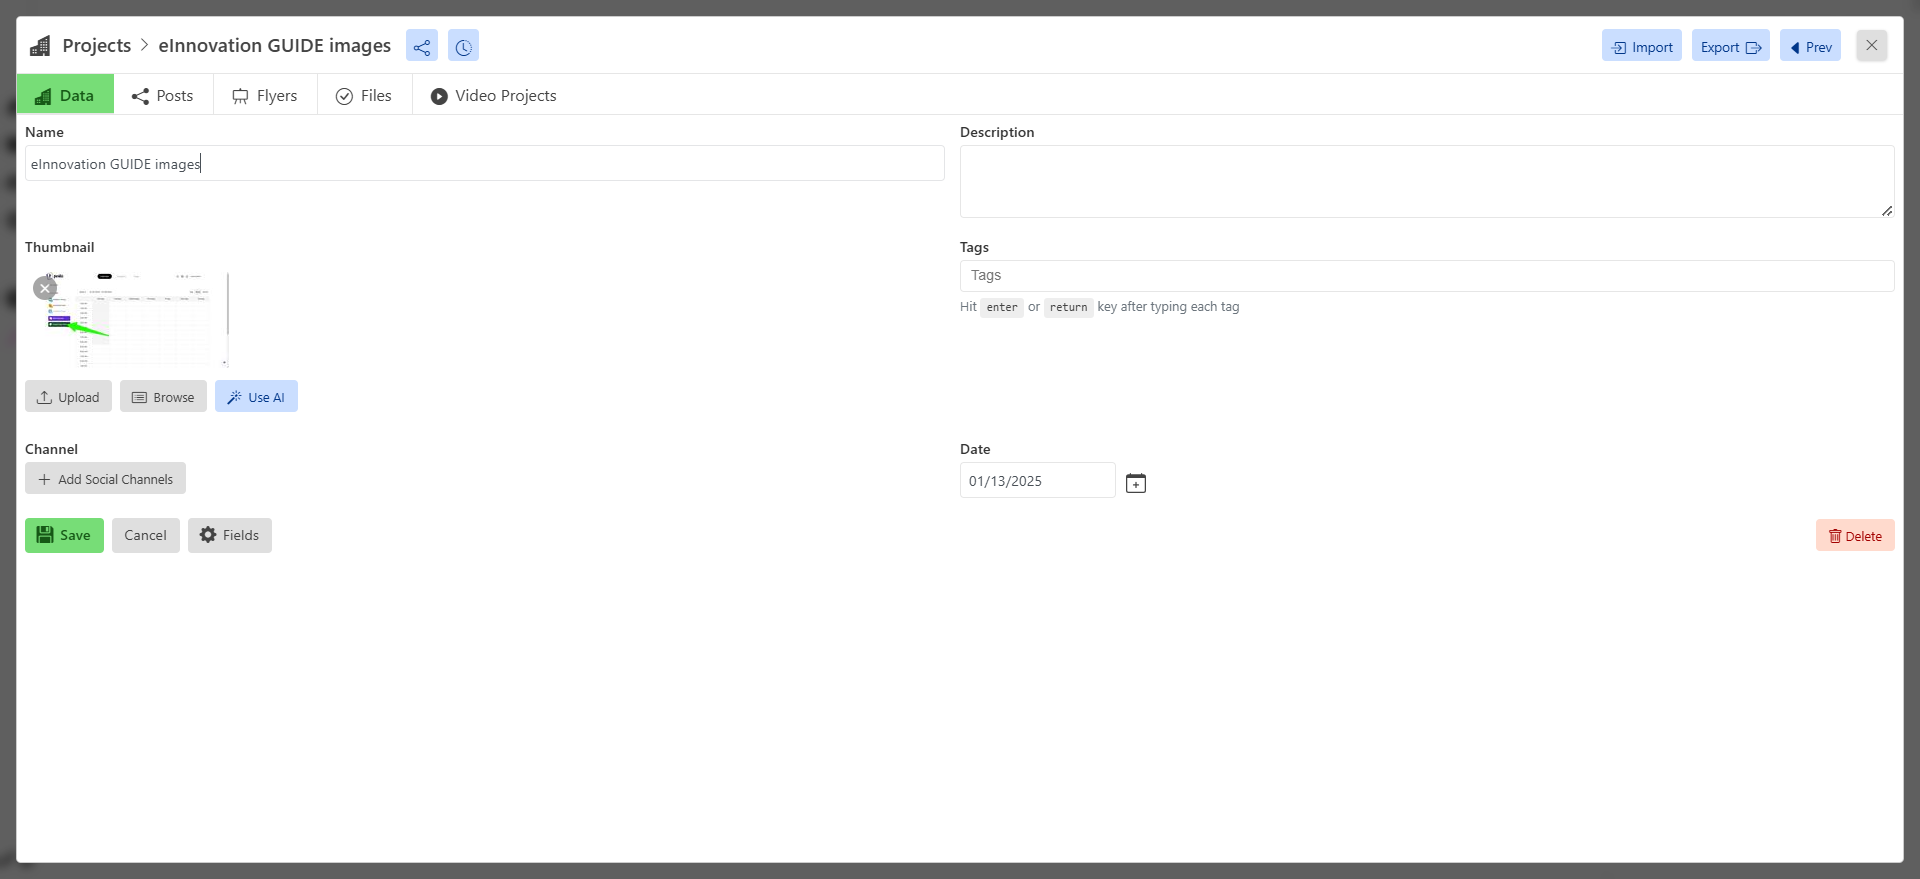 Projects > eInnovation GUIDE images
Import
Export
Prev
Data
Posts
Flyers
Files
Video Projects
Name
Description
eInnovation GUIDE images
Thumbnail
Tags
Tags
Hit enter or return key after typing each tag
Upload
Browse
Use AI
Channel
Date
Add Social Channels
01/13/2025
Save
Cancel
Fields
Delete